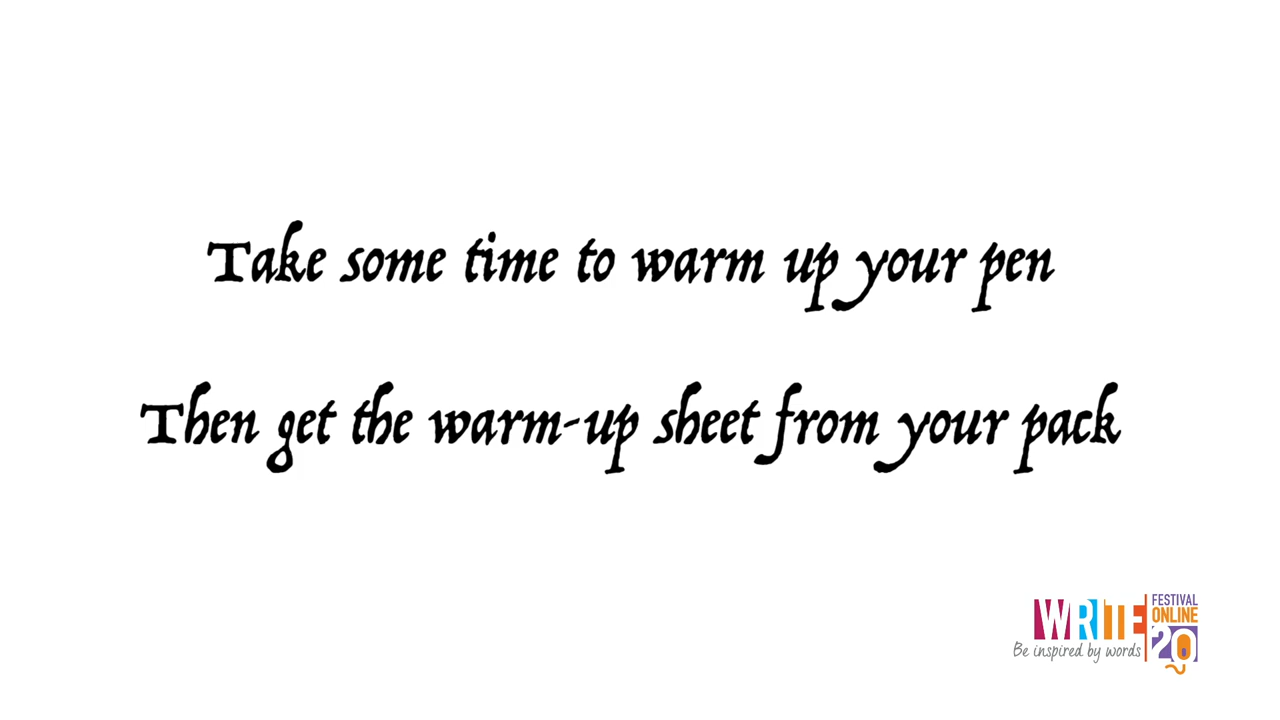 Take some time to warm up your pen
Then get the warm-up sheet from your pack
WRITE
FESTIVAL
ONLINE
20
Be inspired by words